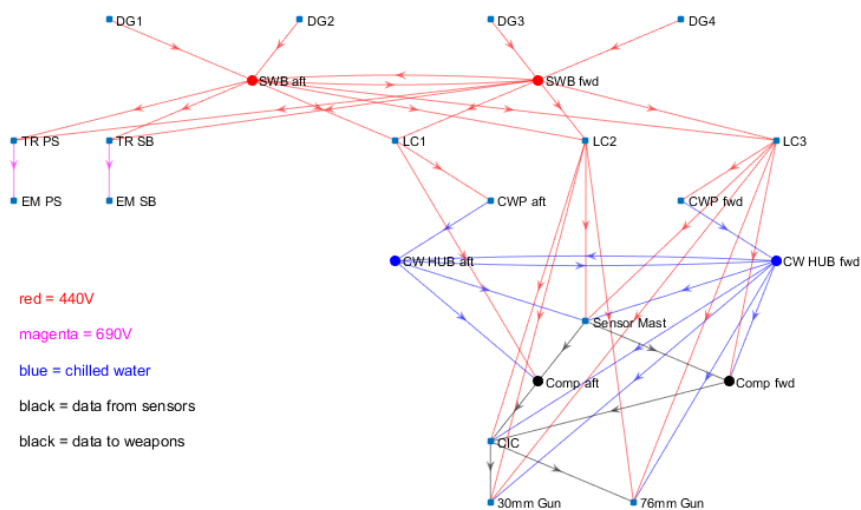 DG1
DG2
DG3
DG4
SWB aft
SWB fwd
TR PS
TR SB
LC1
LC2
LC3
EM PS
EM SB
CWP aft
CWP fwd
CW HUB aft
CW HUB fwd
red = 440V
magenta = 690V
blue = chilled water
black = data from sensors
black = data to weapons
Sensor Mast
Comp aft
Comp fwd
CIC
30mm Gun
76mm Gun